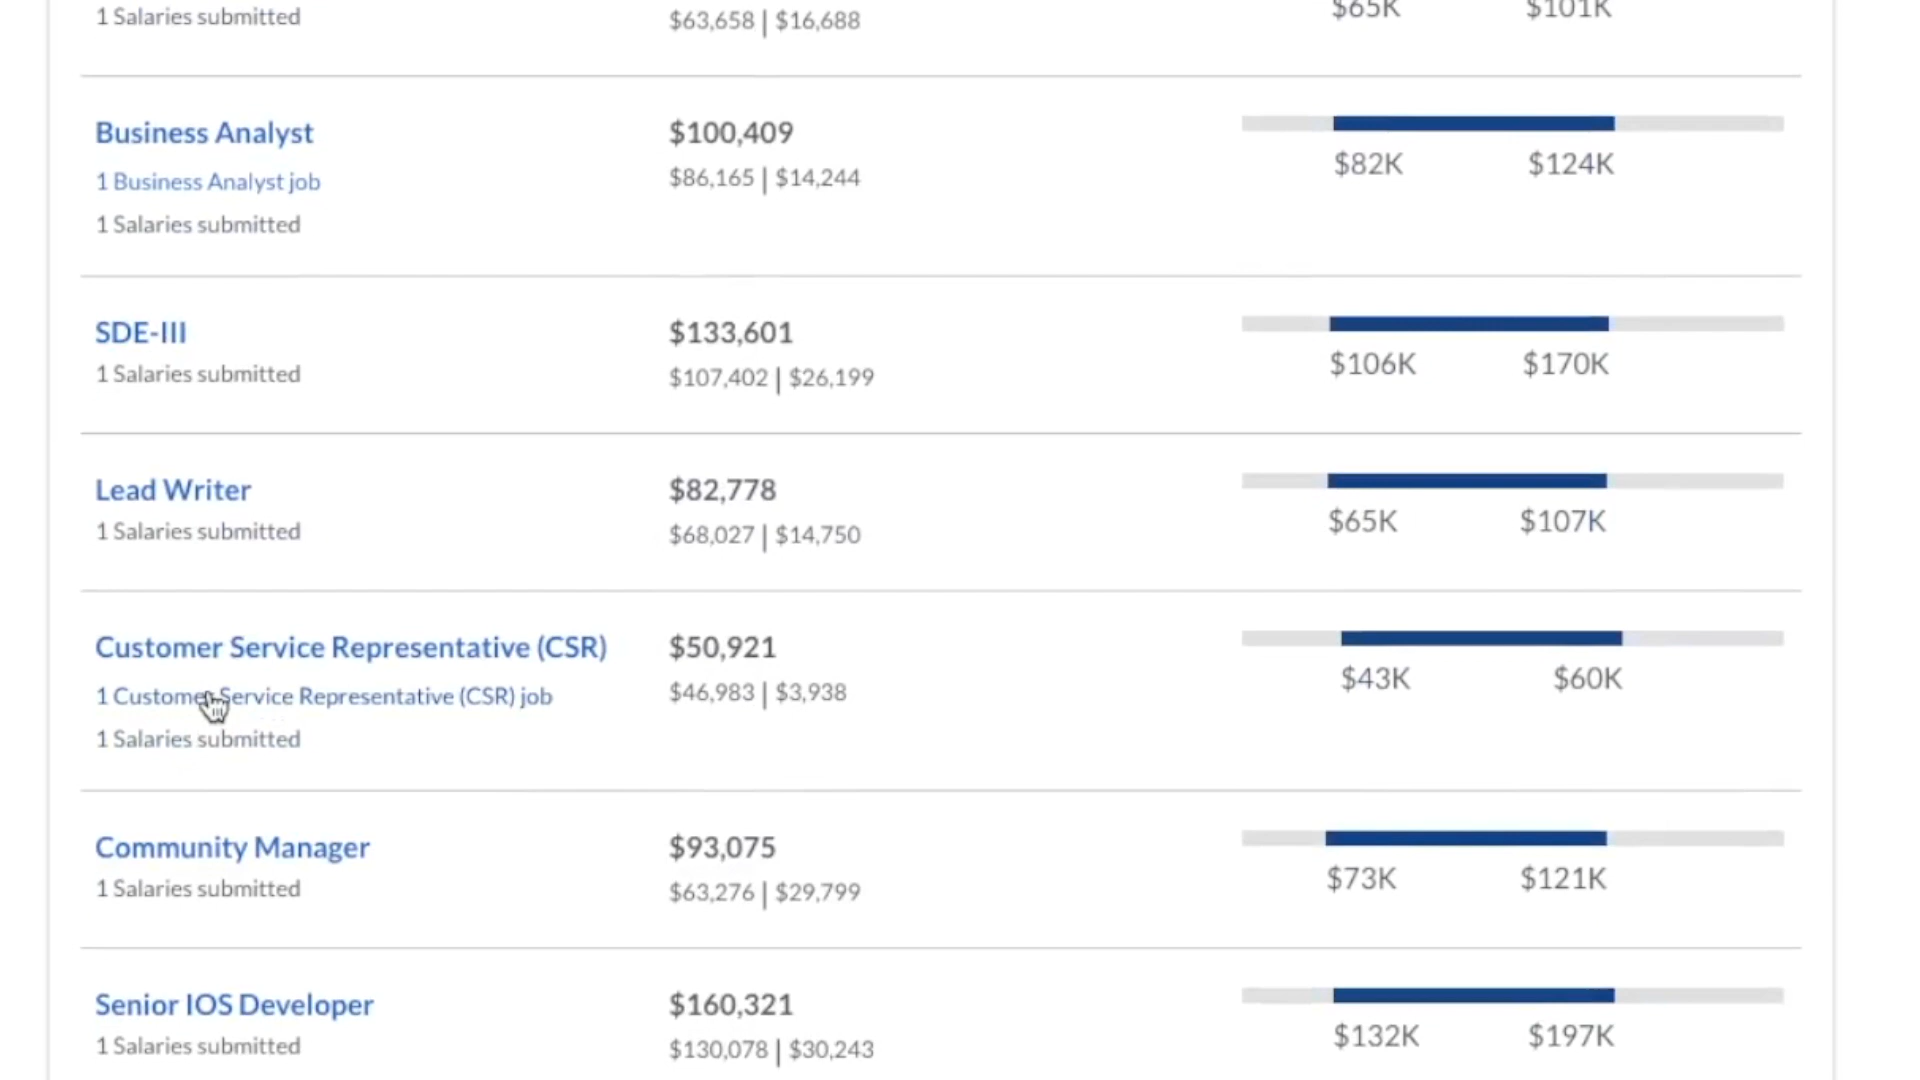 1 Salaries submitted
$63,658 | $16,688
$65K $101K
Business Analyst
$100,409
1 Business Analyst job
$86,165 | $14,244
$82K $124K
1 Salaries submitted
SDE-III
$133,601
1 Salaries submitted
$107,402 | $26,199
$106K $170K
Lead Writer
$82,778
1 Salaries submitted
$68,027 | $14,750
$65K $107K
Customer Service Representative (CSR)
$50,921
1 Customer Service Representative (CSR) job
$46,983 | $3,938
$43K $60K
1 Salaries submitted
Community Manager
$93,075
1 Salaries submitted
$63,276 | $29,799
$73K $121K
Senior IOS Developer
$160,321
1 Salaries submitted
$130,078 | $30,243
$132K $197K